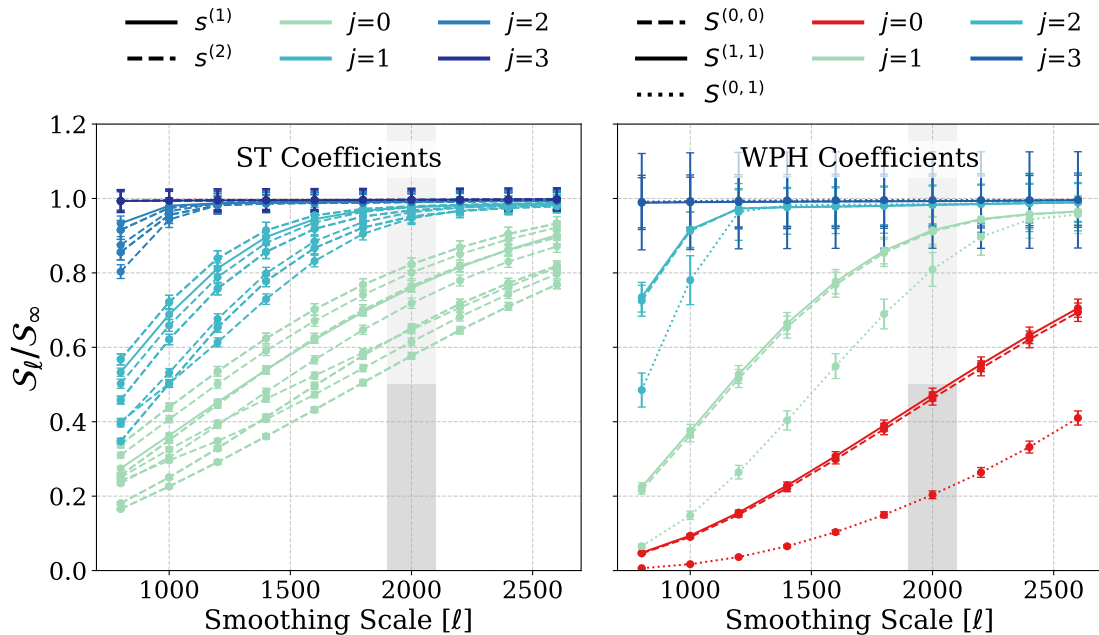 s^(1) j=0 j=2
s^(2) j=1 j=3
S^(0,0) j=0 j=2
S^(1,1) j=1 j=3
S^(0,1)
ST Coefficients
WPH Coefficients
𝒮_ℓ/𝒮_∞
1.2
1.0
0.8
0.6
0.4
0.2
0.0
1000 1500 2000 2500
Smoothing Scale [ℓ]
1000 1500 2000 2500
Smoothing Scale [ℓ]